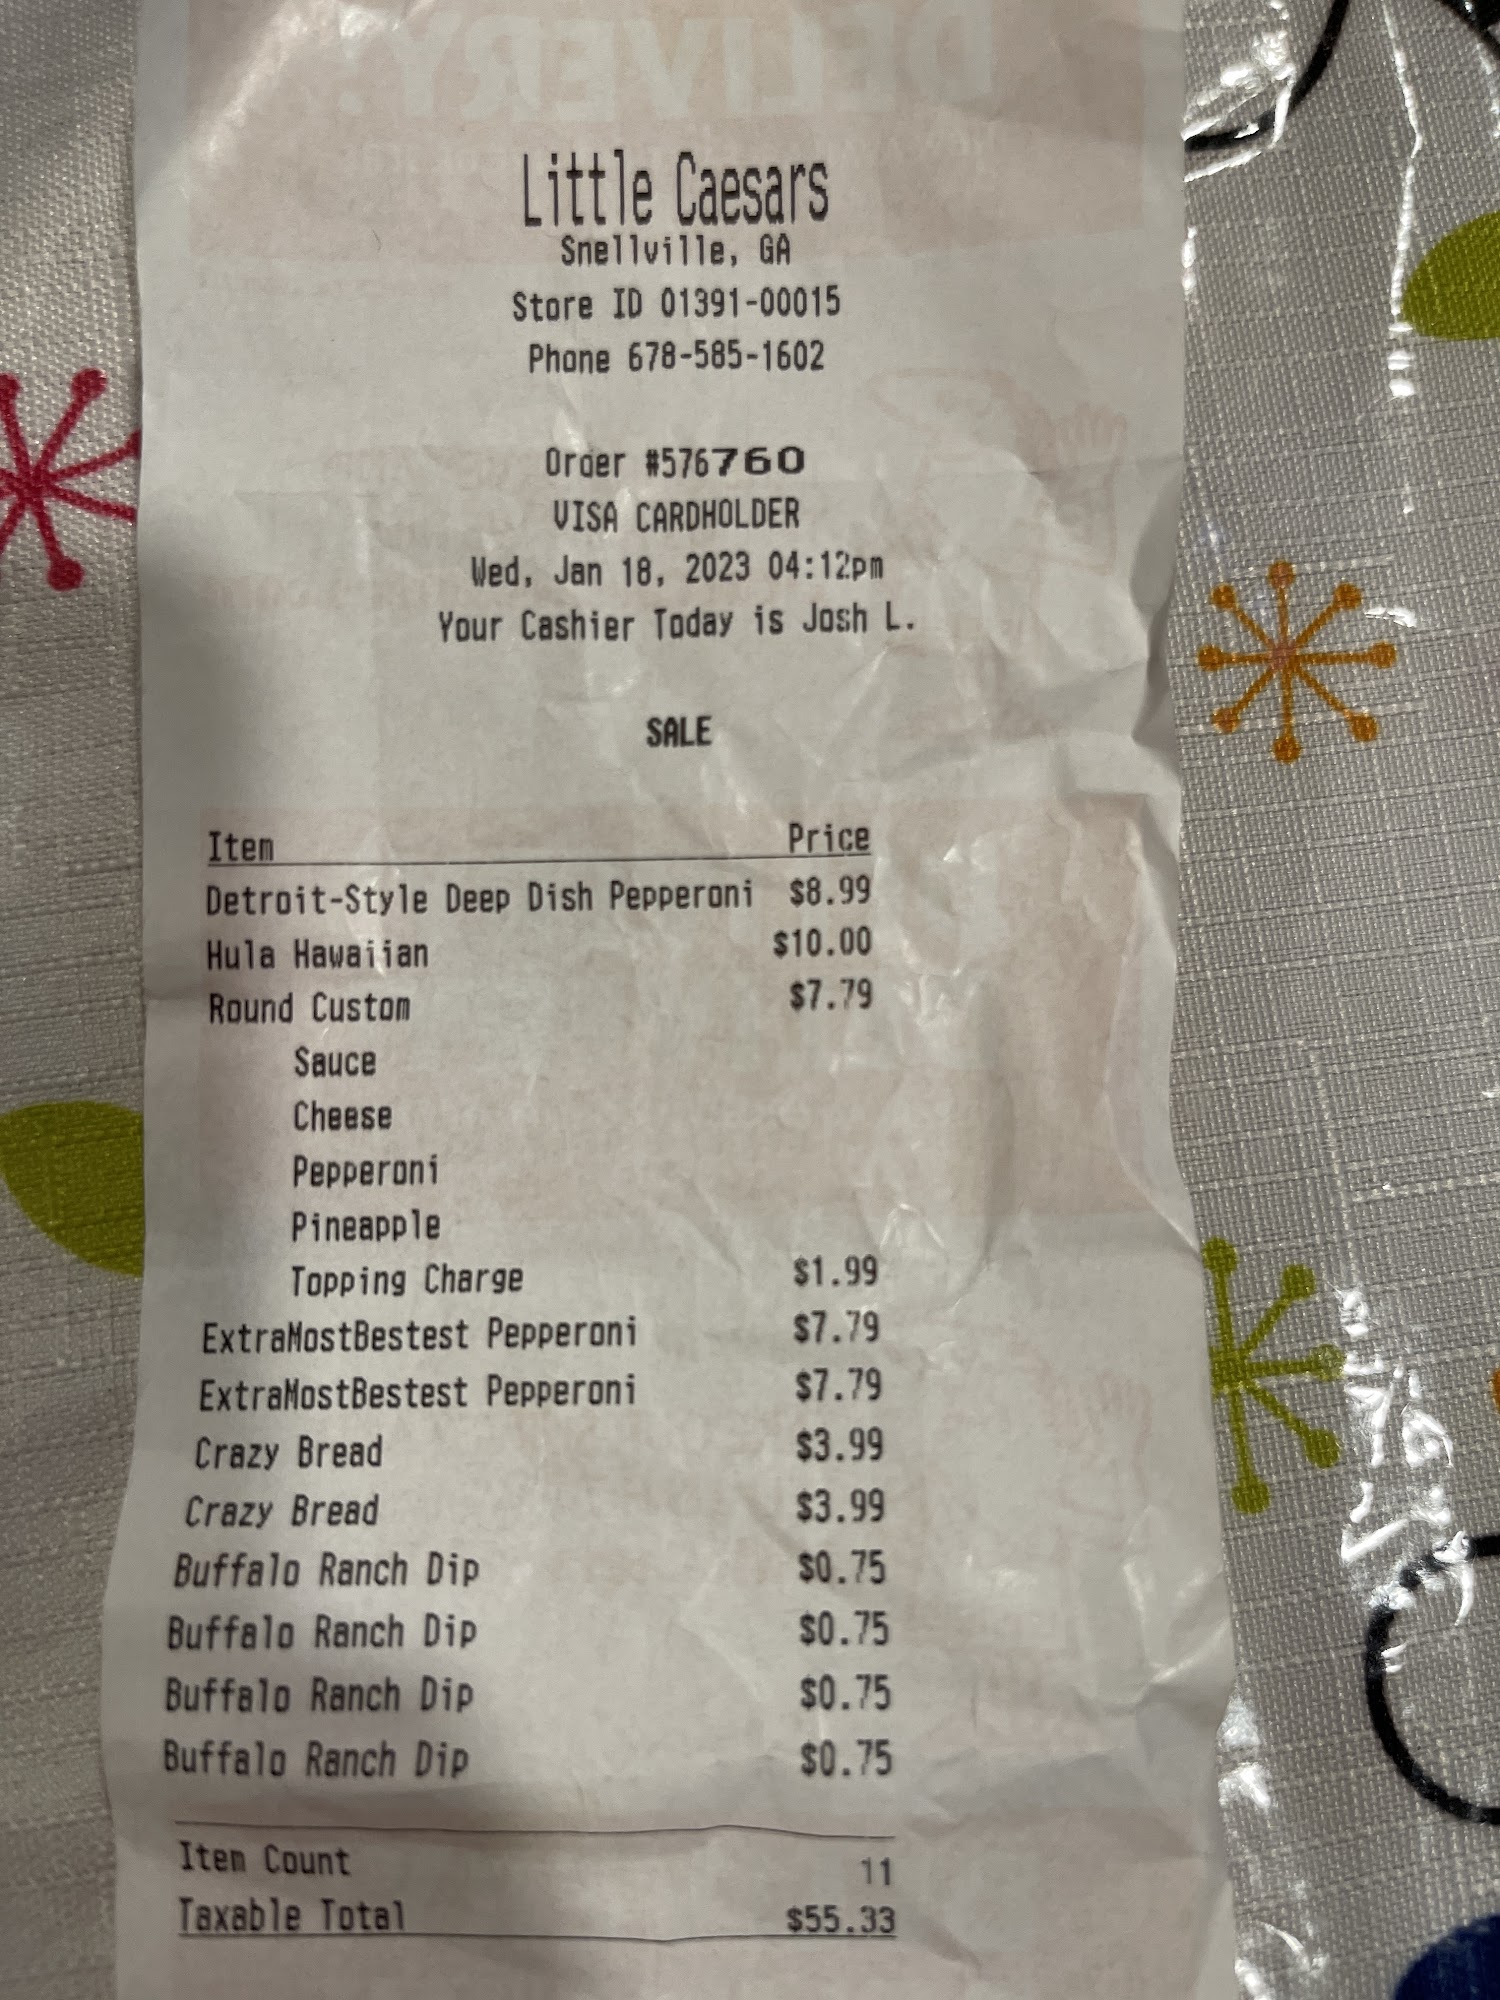 Little Caesars
Snellville, GA
Store ID 01391-00015
Phone 678-585-1602
Order #576760
VISA CARDHOLDER
Wed, Jan 18, 2023 04:12pm
Your Cashier Today is Josh L.
SALE
Item Price
Detroit-Style Deep Dish Pepperoni $8.99
Hula Hawaiian $10.00
Round Custom $7.79
Sauce
Cheese
Pepperoni
Pineapple
Topping Charge $1.99
ExtraMostBestest Pepperoni $7.79
ExtraMostBestest Pepperoni $7.79
Crazy Bread $3.99
Crazy Bread $3.99
Buffalo Ranch Dip $0.75
Buffalo Ranch Dip $0.75
Buffalo Ranch Dip $0.75
Buffalo Ranch Dip $0.75
Item Count 11
Taxable Total $55.33